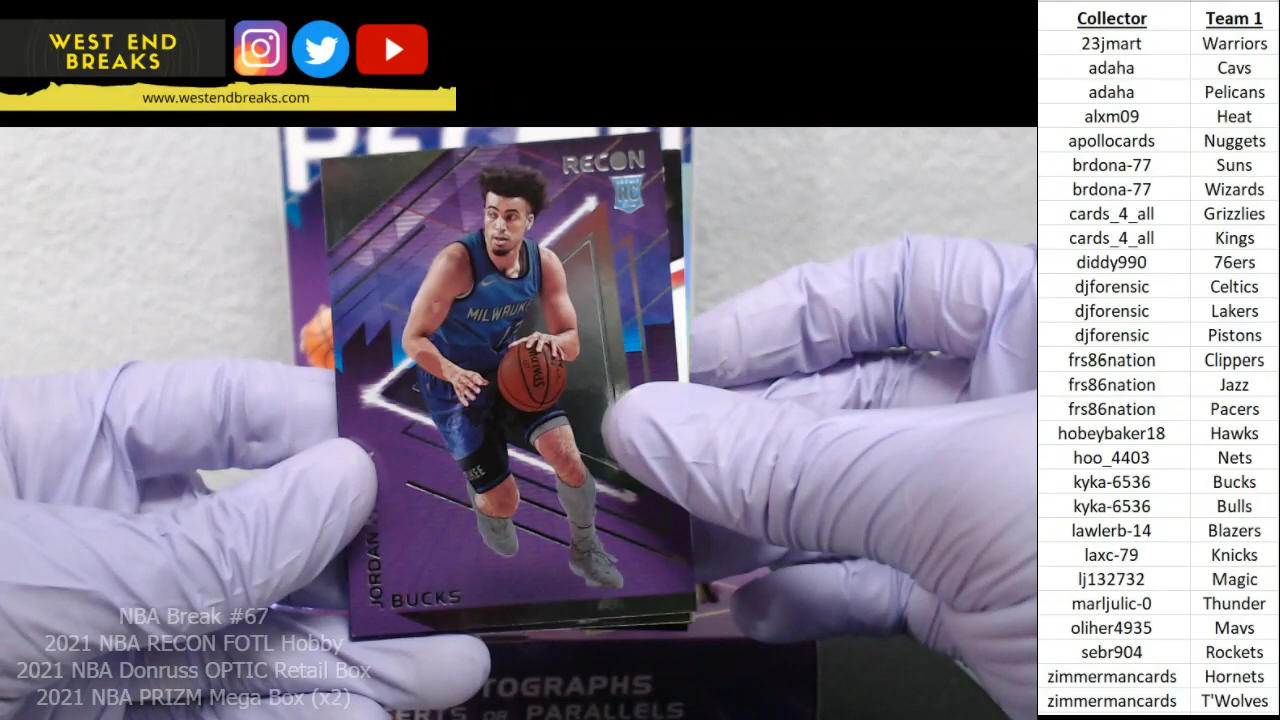 WEST END
BREAKS
www.westendbreaks.com
RECON
RC
MILWAUKEE
SPALDING
JORDAN
BUCKS
NBA Break #67
2021 NBA RECON FOTL Hobby
2021 NBA Donruss OPTIC Retail Box
2021 NBA PRIZM Mega Box (x2)
TOGRAPHS
OR PARALLELS
Collector Team 1
23jmart Warriors
adaha Cavs
adaha Pelicans
alxm09 Heat
apollocards Nuggets
brdona-77 Suns
brdona-77 Wizards
cards_4_all Grizzlies
cards_4_all Kings
diddy990 76ers
djforensic Celtics
djforensic Lakers
djforensic Pistons
frs86nation Clippers
frs86nation Jazz
frs86nation Pacers
hobeybaker18 Hawks
hoo_4403 Nets
kyka-6536 Bucks
kyka-6536 Bulls
lawlerb-14 Blazers
laxc-79 Knicks
lj132732 Magic
marljulic-0 Thunder
oliher4935 Mavs
sebr904 Rockets
zimmermancards Hornets
zimmermancards T'Wolves